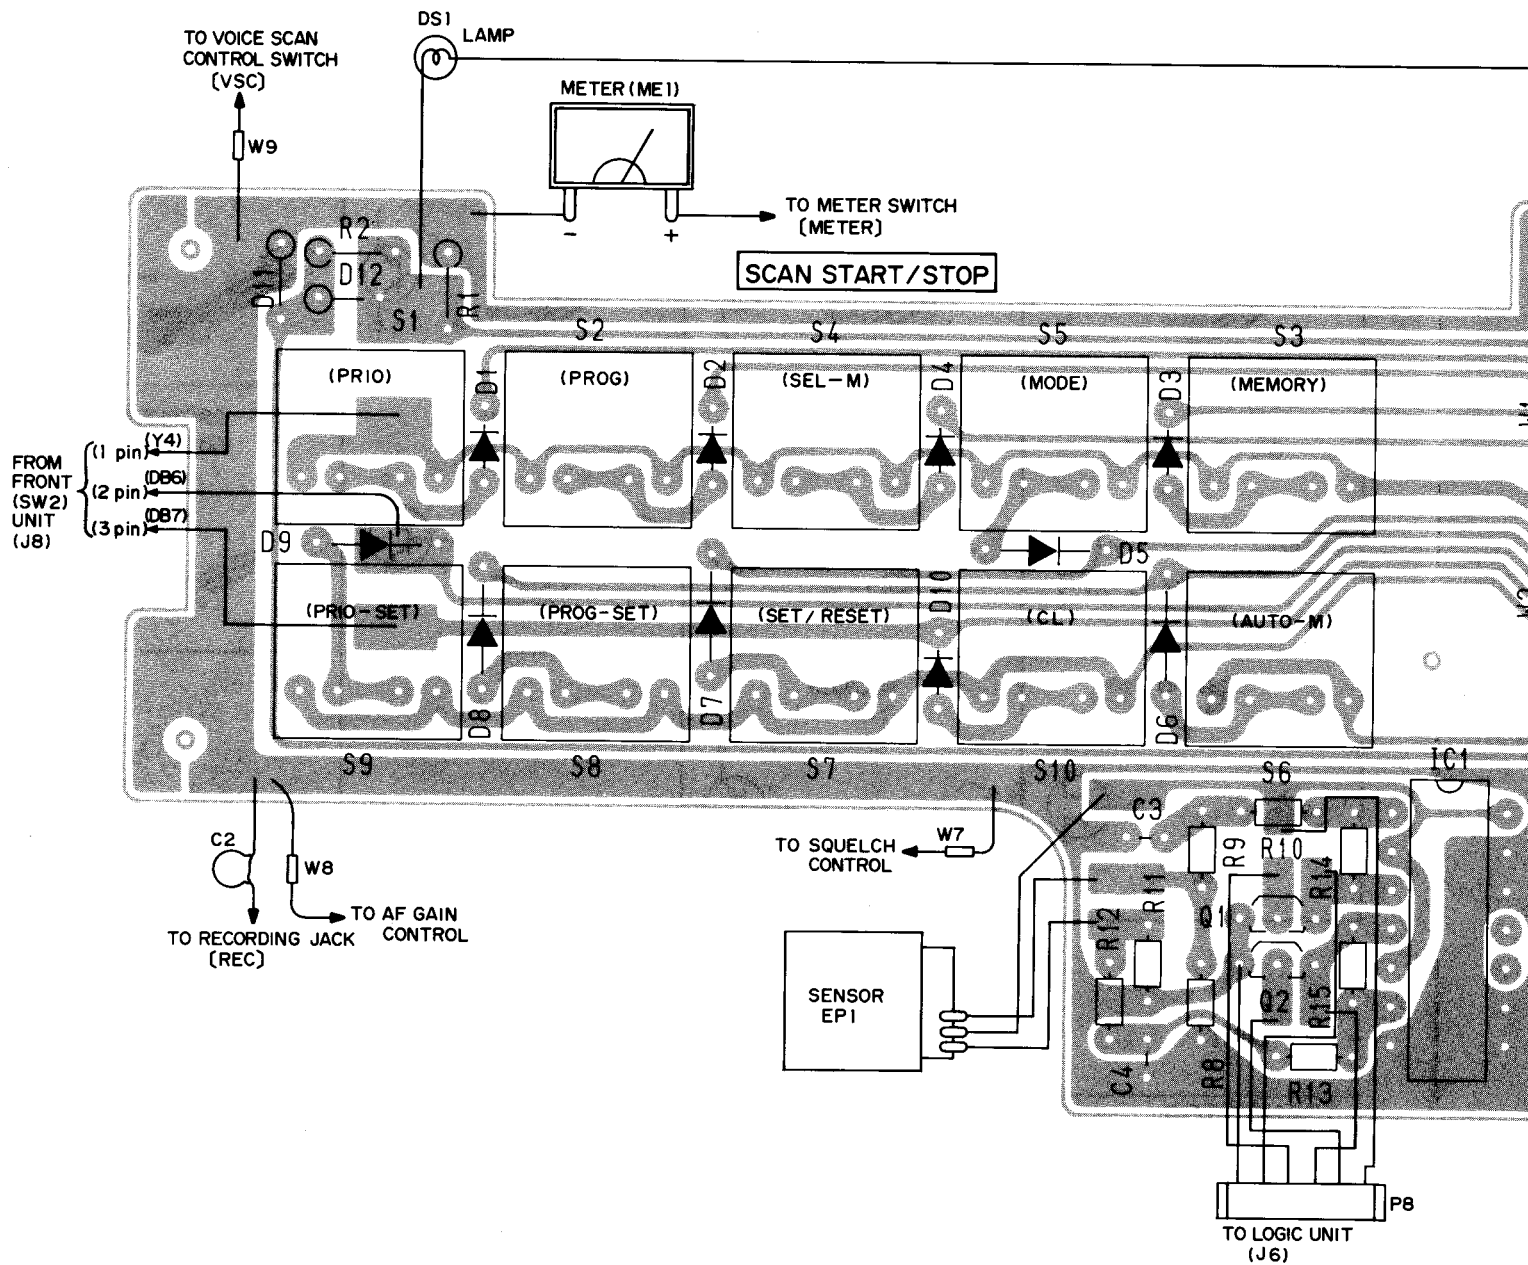 DS1
LAMP
TO VOICE SCAN
CONTROL SWITCH
(VSC)
W9
METER (ME1)
-
+
TO METER SWITCH
(METER)
SCAN START/STOP
R2
D11
D12
R1
S1
S2
S4
S5
S3
(PRIO)
D1
(PROG)
D2
(SEL-M)
D4
(MODE)
D3
(MEMORY)
FROM
FRONT
(SW2)
UNIT
(J8)
(1 pin)
(Y4)
(2 pin)
(DB6)
(3 pin)
(DB7)
D9
D5
(PRIO-SET)
(PROG-SET)
(SET/RESET)
D10
(CL)
(AUTO-M)
D8
D7
D6
S9
S8
S7
S10
S6
IC1
C2
W8
TO RECORDING JACK
(REC)
TO AF GAIN
CONTROL
TO SQUELCH
CONTROL
W7
C3
R9
R10
R14
R11
R12
Q1
Q2
R15
SENSOR
EP1
C4
R8
R13
P8
TO LOGIC UNIT
(J6)